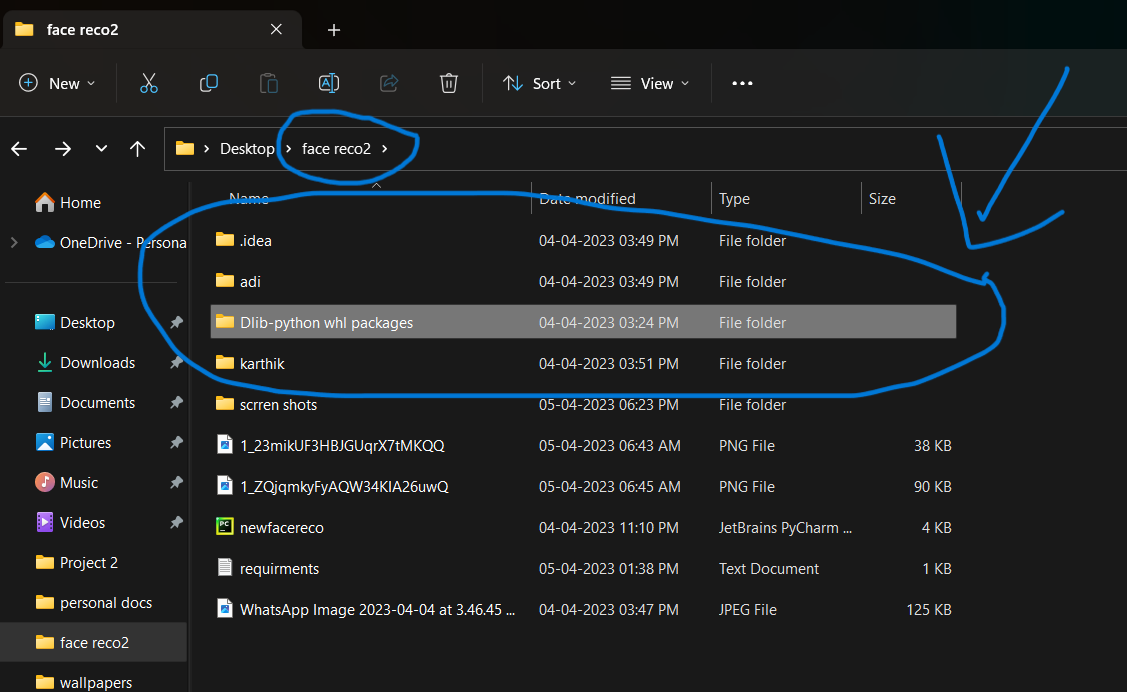 face reco2
New
Sort
View
Desktop
face reco2
Name
Date modified
Type
Size
Home
OneDrive - Persona
Desktop
Downloads
Documents
Pictures
Music
Videos
Project 2
personal docs
face reco2
wallpapers
.idea 04-04-2023 03:49 PM File folder
adi 04-04-2023 03:49 PM File folder
Dlib-python whl packages 04-04-2023 03:24 PM File folder
karthik 04-04-2023 03:51 PM File folder
scrren shots 05-04-2023 06:23 PM File folder
1_23mikUF3HBJGUqrX7tMKQQ 05-04-2023 06:43 AM PNG File 38 KB
1_ZQjqmkyFyAQW34KIA26uwQ 05-04-2023 06:45 AM PNG File 90 KB
newfacereco 04-04-2023 11:10 PM JetBrains PyCharm ... 4 KB
requirments 05-04-2023 01:38 PM Text Document 1 KB
WhatsApp Image 2023-04-04 at 3.46.45 ... 04-04-2023 03:47 PM JPEG File 125 KB